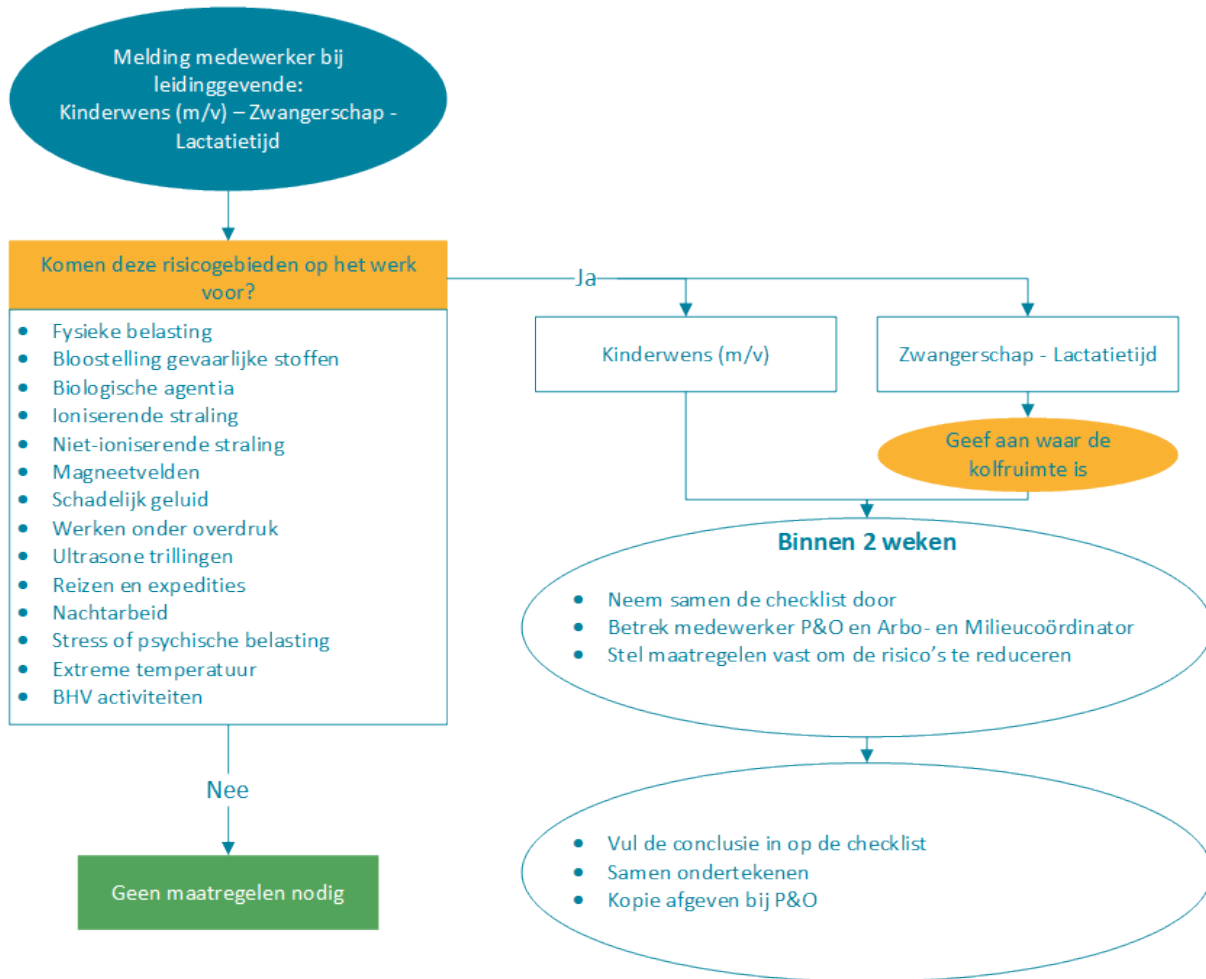 Melding medewerker bij
leidinggevende:
Kinderwens (m/v) – Zwangerschap -
Lactatietijd
Komen deze risicogebieden op het werk
voor?
• Fysieke belasting
• Bloostelling gevaarlijke stoffen
• Biologische agentia
• Ioniserende straling
• Niet-ioniserende straling
• Magneetvelden
• Schadelijk geluid
• Werken onder overdruk
• Ultrasone trillingen
• Reizen en expedities
• Nachtarbeid
• Stress of psychische belasting
• Extreme temperatuur
• BHV activiteiten
Nee
Geen maatregelen nodig
Ja
Kinderwens (m/v)
Zwangerschap - Lactatietijd
Geef aan waar de
kolfruimte is
Binnen 2 weken
• Neem samen de checklist door
• Betrek medewerker P&O en Arbo- en Milieucoördinator
• Stel maatregelen vast om de risico’s te reduceren
• Vul de conclusie in op de checklist
• Samen ondertekenen
• Kopie afgeven bij P&O